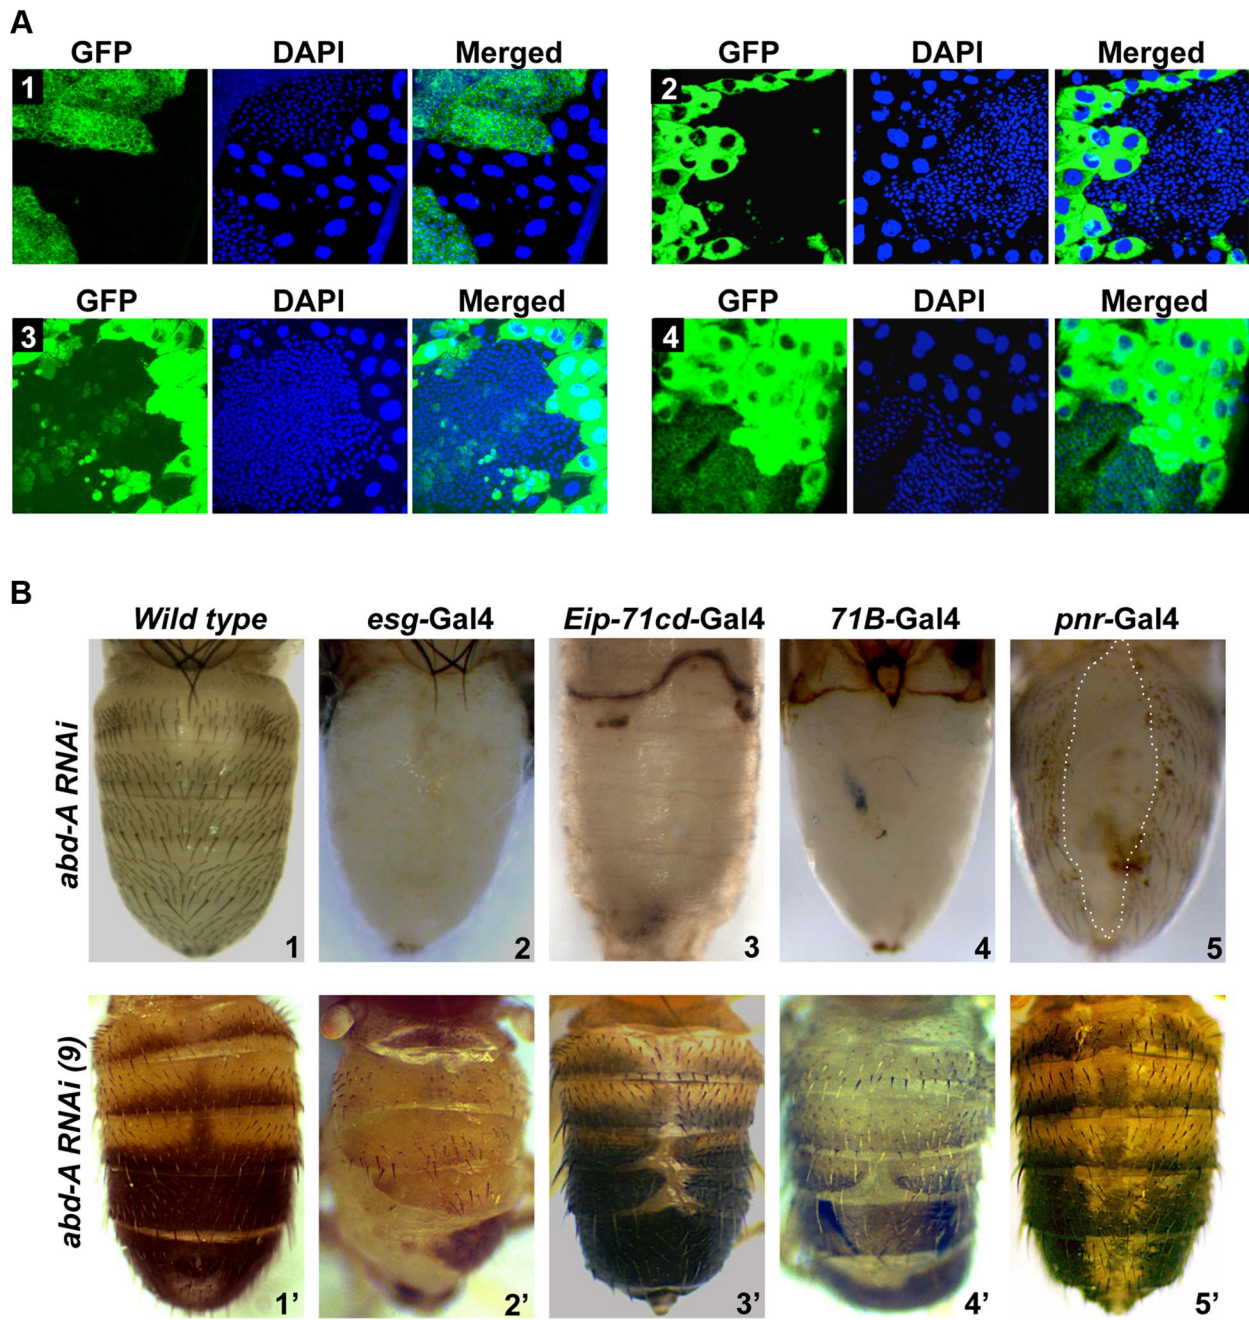 A
GFP DAPI Merged GFP DAPI Merged
1 2
GFP DAPI Merged GFP DAPI Merged
3 4
B
Wild type esg-Gal4 Eip-71cd-Gal4 71B-Gal4 pnr-Gal4
abd-A RNAi
1 2 3 4 5
abd-A RNAi (9)
1’ 2’ 3’ 4’ 5’